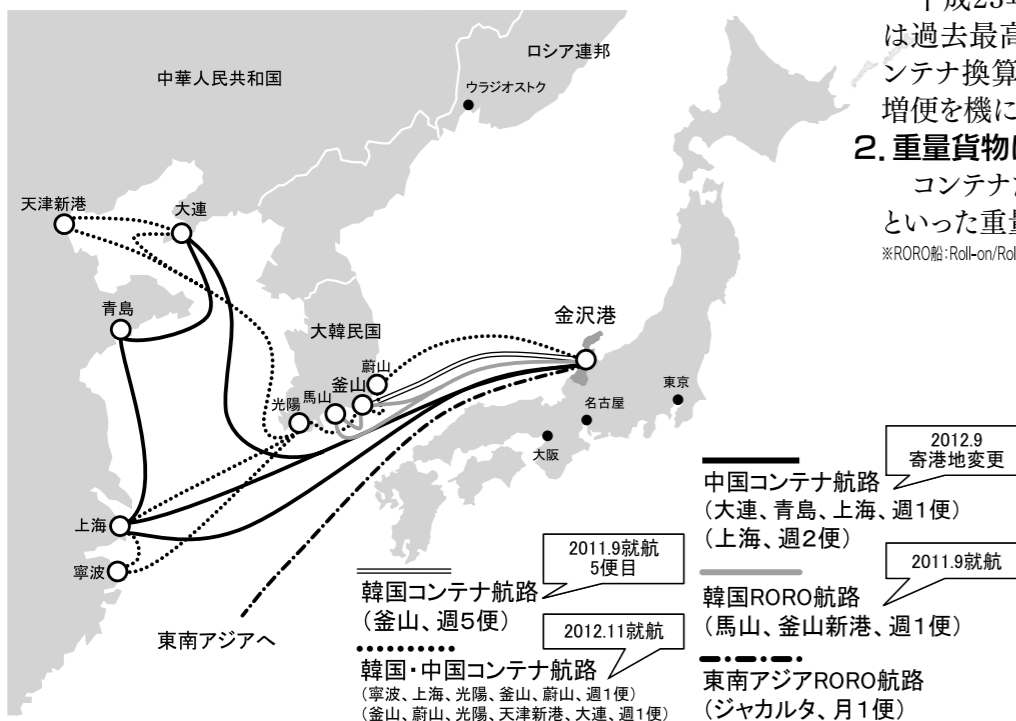 平成23年
は過去最高
ンテナ換算
増便を機に
2. 重量貨物
コンテナ
といった重量
※RORO船:Roll-on/Rol
ロシア連邦
中華人民共和国
ウラジオストク
天津新港
大連
青島
大韓民国
金沢港
蔚山
釜山
馬山
光陽
東京
名古屋
大阪
上海
寧波
東南アジアへ
2012.9
寄港地変更
中国コンテナ航路
(大連、青島、上海、週1便)
(上海、週2便)
2011.9就航
5便目
韓国コンテナ航路
(釜山、週5便)
2011.9就航
韓国RORO航路
(馬山、釜山新港、週1便)
2012.11就航
韓国・中国コンテナ航路
(寧波、上海、光陽、釜山、蔚山、週1便)
(釜山、蔚山、光陽、天津新港、大連、週1便)
東南アジアRORO航路
(ジャカルタ、月1便)